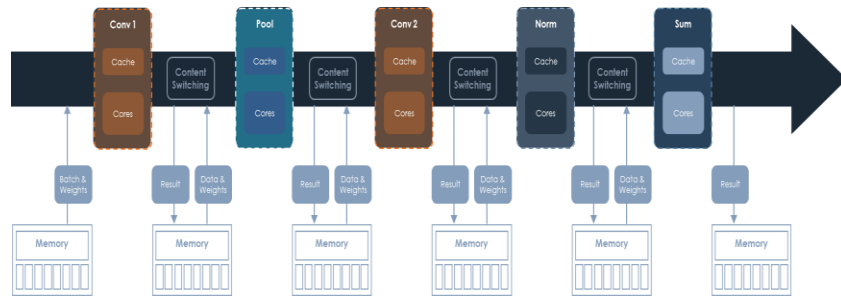 Conv 1
Pool
Conv 2
Norm
Sum
Cache
Content
Switching
Cache
Content
Switching
Cache
Content
Switching
Cache
Content
Switching
Cache
Cores
Cores
Cores
Cores
Cores
Batch &
Weights
Result
Data &
Weights
Result
Data &
Weights
Result
Data &
Weights
Result
Data &
Weights
Result
Memory
Memory
Memory
Memory
Memory
Memory